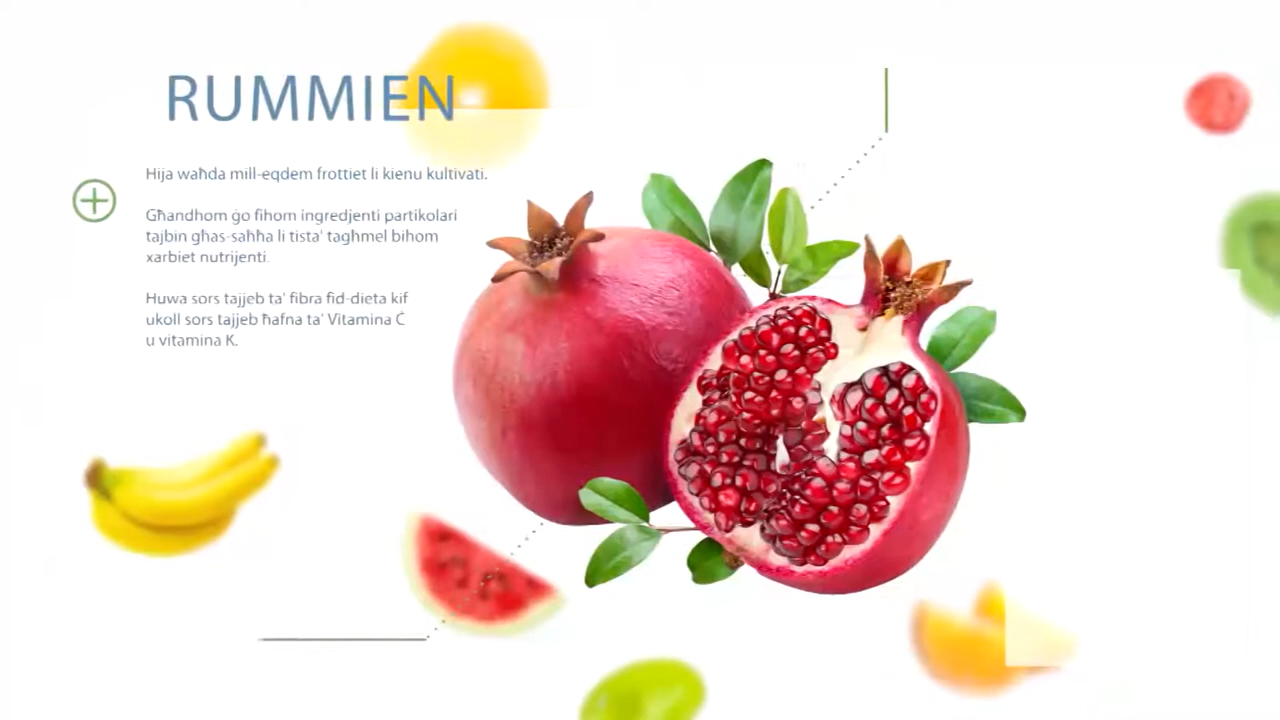 RUMMIEN
Hija waħda mill-eqdem frottiet li kienu kultivati.
Għandhom ġo fihom ingredjenti partikolari
tajbin għas-saħħa li tista' tagħmel bihom
xarbiet nutrijenti.
Huwa sors tajjeb ta' fibra fid-dieta kif
ukoll sors tajjeb ħafna ta' Vitamina Ċ
u vitamina K.